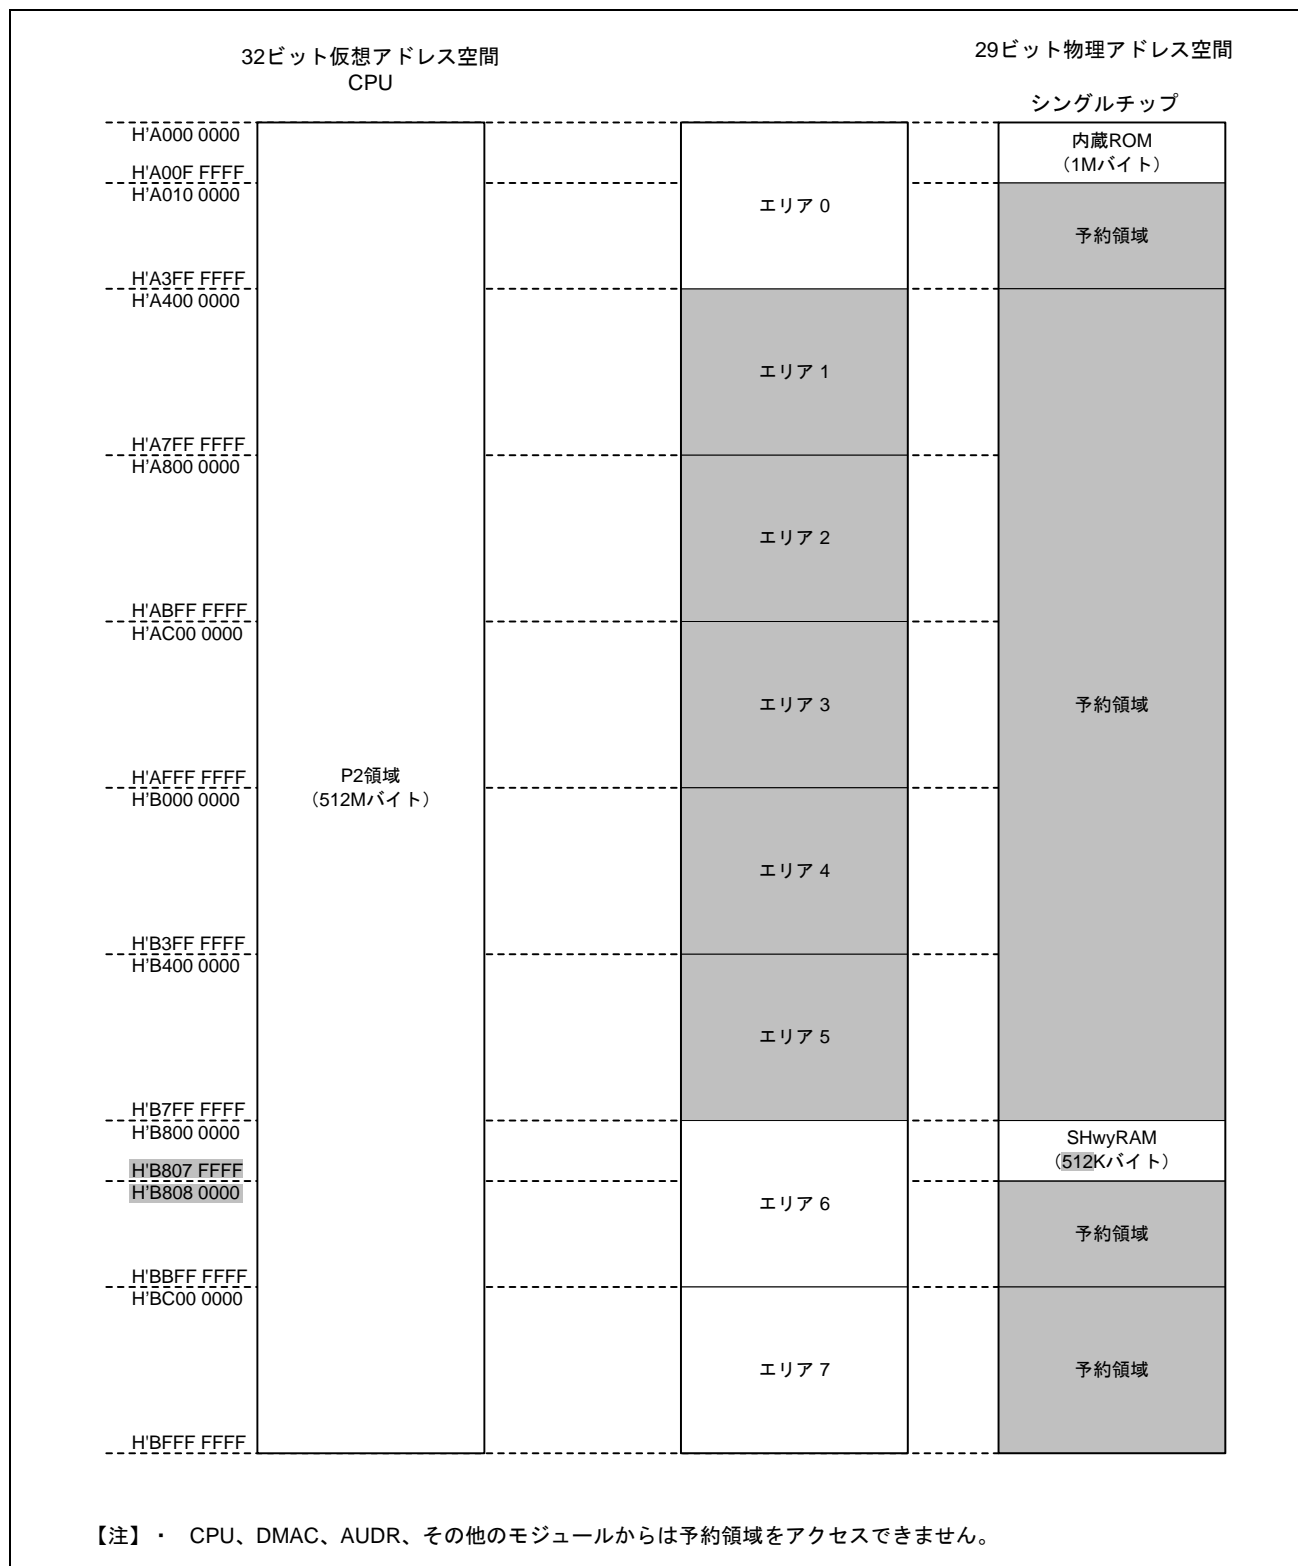 32ビット仮想アドレス空間
CPU
29ビット物理アドレス空間
シングルチップ
H'A000 0000
H'A00F FFFF
H'A010 0000
H'A3FF FFFF
H'A400 0000
H'A7FF FFFF
H'A800 0000
H'ABFF FFFF
H'AC00 0000
H'AFFF FFFF
H'B000 0000
H'B3FF FFFF
H'B400 0000
H'B7FF FFFF
H'B800 0000
H'B807 FFFF
H'B808 0000
H'BBFF FFFF
H'BC00 0000
H'BFFF FFFF
P2領域
（512Mバイト）
エリア 0
エリア 1
エリア 2
エリア 3
エリア 4
エリア 5
エリア 6
エリア 7
内蔵ROM
（1Mバイト）
予約領域
予約領域
SHwyRAM
（512Kバイト）
予約領域
予約領域
【注】・ CPU、DMAC、AUDR、その他のモジュールからは予約領域をアクセスできません。